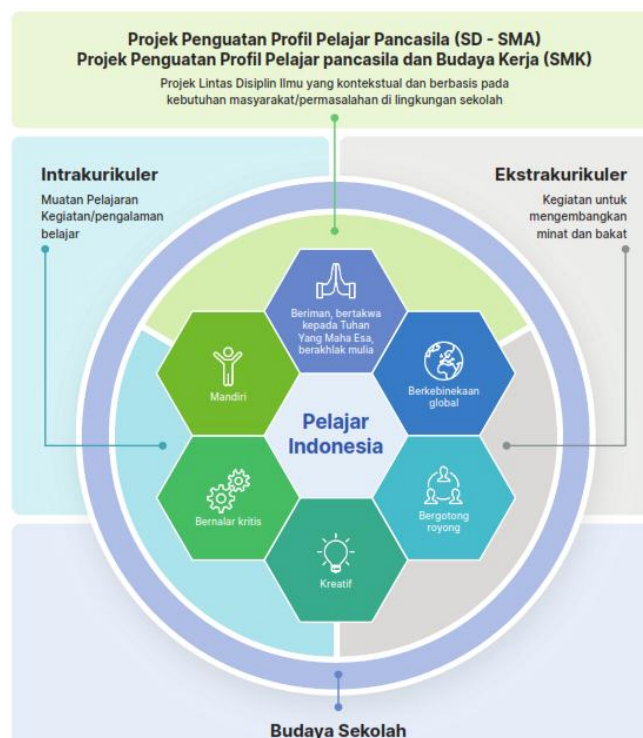 Projek Penguatan Profil Pelajar Pancasila (SD - SMA)
Projek Penguatan Profil Pelajar pancasila dan Budaya Kerja (SMK)
Projek Lintas Disiplin Ilmu yang kontekstual dan berbasis pada
kebutuhan masyarakat/permasalahan di lingkungan sekolah
Intrakurikuler
Muatan Pelajaran
Kegiatan/pengalaman
belajar
Ekstrakurikuler
Kegiatan untuk
mengembangkan
minat dan bakat
Beriman, bertakwa
kepada Tuhan
Yang Maha Esa,
berakhlak mulia
Mandiri
Berkebinekaan
global
Pelajar
Indonesia
Bernalar kritis
Bergotong
royong
Kreatif
Budaya Sekolah